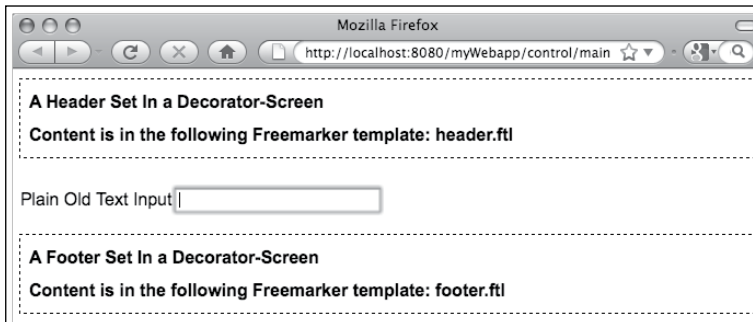 Mozilla Firefox
http://localhost:8080/myWebapp/control/main
A Header Set In a Decorator-Screen
Content is in the following Freemarker template: header.ftl
Plain Old Text Input
A Footer Set In a Decorator-Screen
Content is in the following Freemarker template: footer.ftl